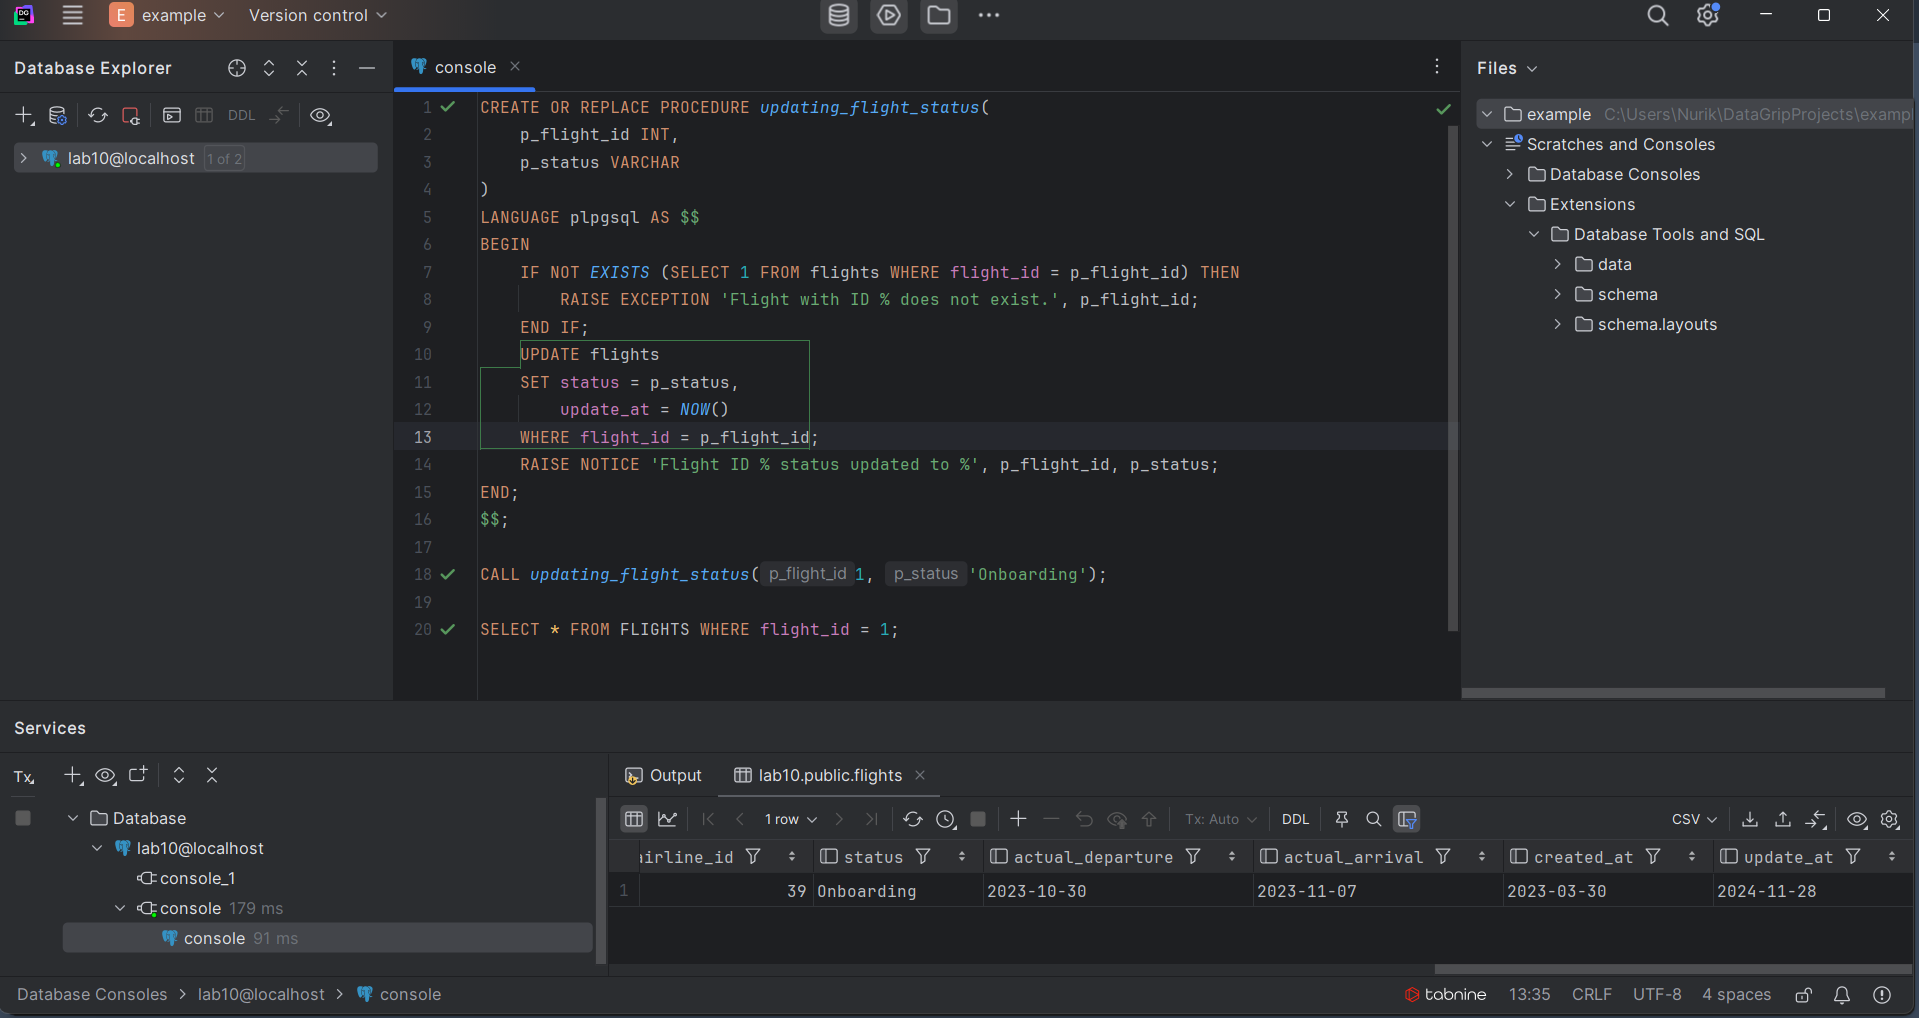 E example Version control
Database Explorer
DDL
lab10@localhost 1 of 2
console
1 CREATE OR REPLACE PROCEDURE updating_flight_status(
2 p_flight_id INT,
3 p_status VARCHAR
4 )
5 LANGUAGE plpgsql AS $$
6 BEGIN
7 IF NOT EXISTS (SELECT 1 FROM flights WHERE flight_id = p_flight_id) THEN
8 RAISE EXCEPTION 'Flight with ID % does not exist.', p_flight_id;
9 END IF;
10 UPDATE flights
11 SET status = p_status,
12 update_at = NOW()
13 WHERE flight_id = p_flight_id;
14 RAISE NOTICE 'Flight ID % status updated to %', p_flight_id, p_status;
15 END;
16 $$;
17
18 CALL updating_flight_status( p_flight_id 1, p_status 'Onboarding');
19
20 SELECT * FROM FLIGHTS WHERE flight_id = 1;
Files
example C:\Users\Nurik\DataGripProjects\exampl
Scratches and Consoles
Database Consoles
Extensions
Database Tools and SQL
data
schema
schema.layouts
Services
Tx
Database
lab10@localhost
console_1
console 179 ms
console 91 ms
Output lab10.public.flights
1 row Tx: Auto DDL CSV
airline_id status actual_departure actual_arrival created_at update_at
1 39 Onboarding 2023-10-30 2023-11-07 2023-03-30 2024-11-28
Database Consoles > lab10@localhost > console
tabnine 13:35 CRLF UTF-8 4 spaces